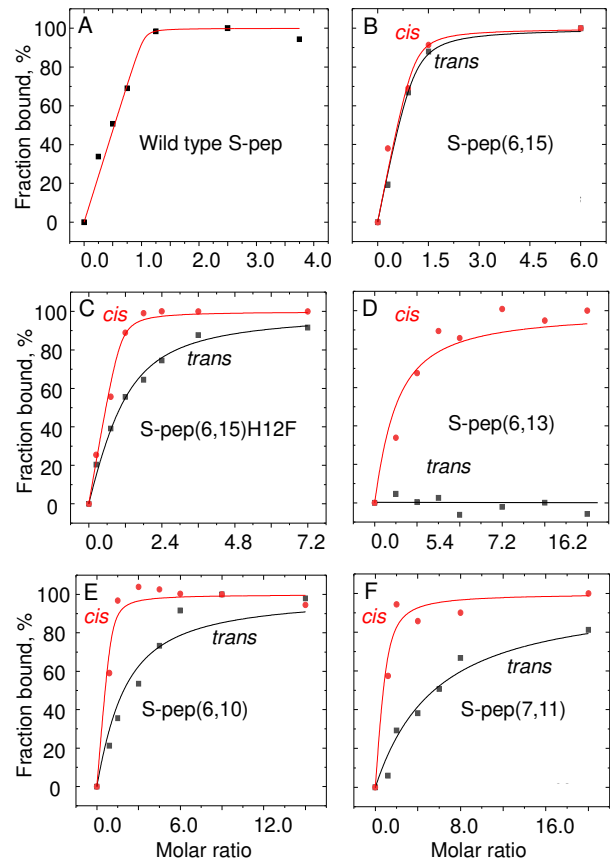 A
Wild type S-pep
Fraction bound, %
100
80
60
40
20
0
0.0 1.0 2.0 3.0 4.0
B
cis
trans
S-pep(6,15)
0.0 1.5 3.0 4.5 6.0
C
cis
trans
S-pep(6,15)H12F
Fraction bound, %
100
80
60
40
20
0
0.0 2.4 4.8 7.2
D
cis
S-pep(6,13)
trans
0.0 5.4 7.2 16.2
E
cis
trans
S-pep(6,10)
Fraction bound, %
100
80
60
40
20
0
0.0 6.0 12.0
Molar ratio
F
cis
trans
S-pep(7,11)
0.0 8.0 16.0
Molar ratio